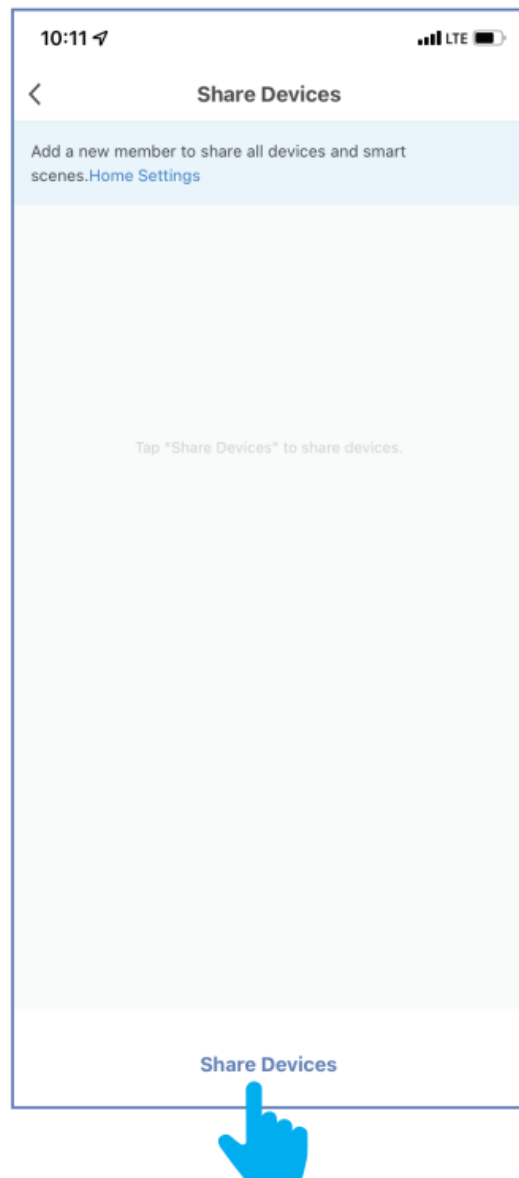 10:11
LTE
Share Devices
Add a new member to share all devices and smart
scenes.Home Settings
Tap "Share Devices" to share devices.
Share Devices